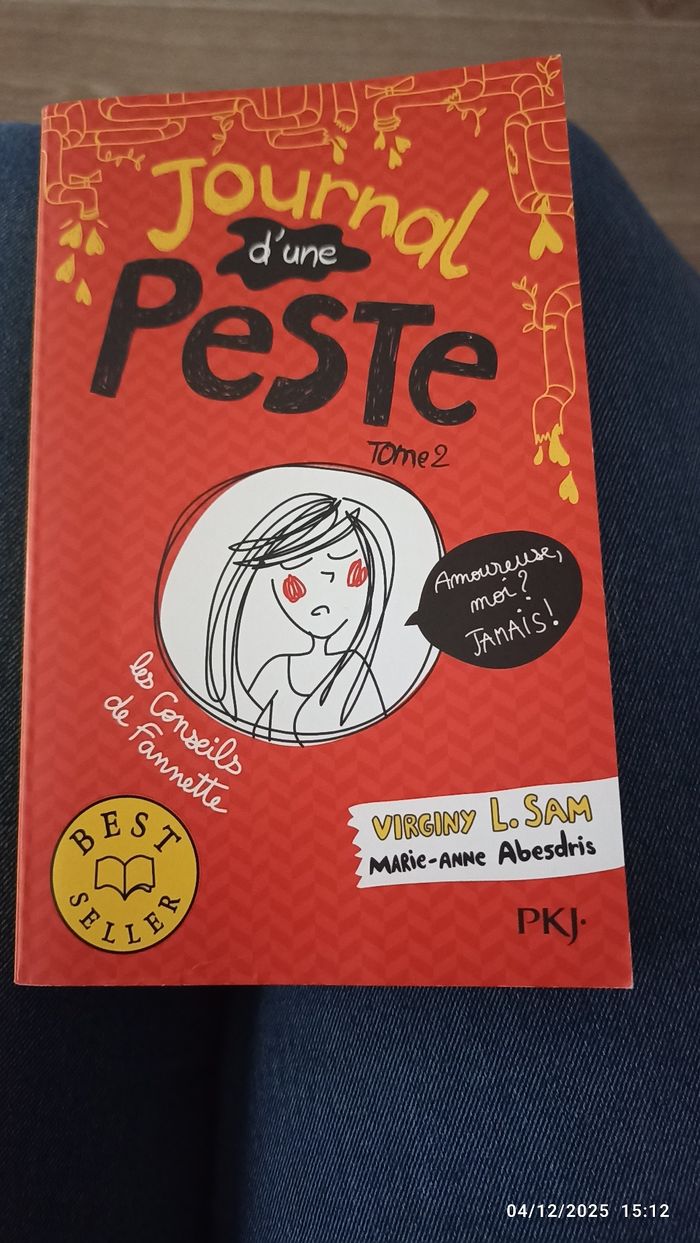 Journal
d'une
PeSTe
Tome 2
Amoureuse,
moi ?
JAMAIS !
les Conseils
de Fannette
BEST
SELLER
VIRGINY L. SAM
MARie-ANNe Abesdris
PKJ.
04/12/2025 15:12